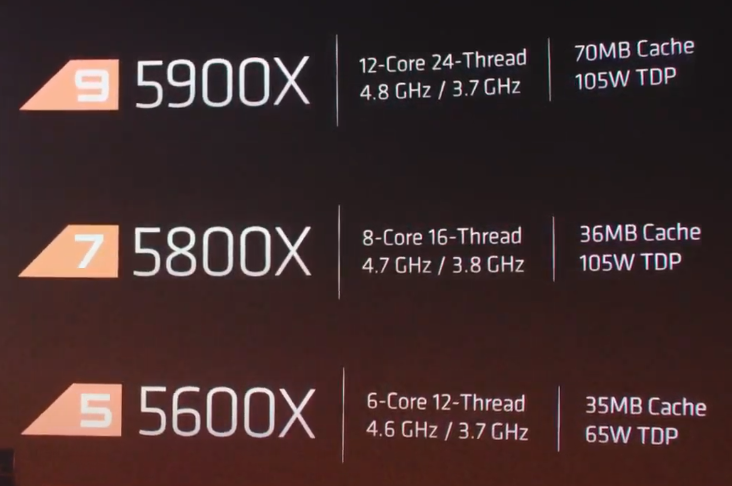 9 5900X
12-Core 24-Thread
4.8 GHz / 3.7 GHz
70MB Cache
105W TDP
7 5800X
8-Core 16-Thread
4.7 GHz / 3.8 GHz
36MB Cache
105W TDP
5 5600X
6-Core 12-Thread
4.6 GHz / 3.7 GHz
35MB Cache
65W TDP